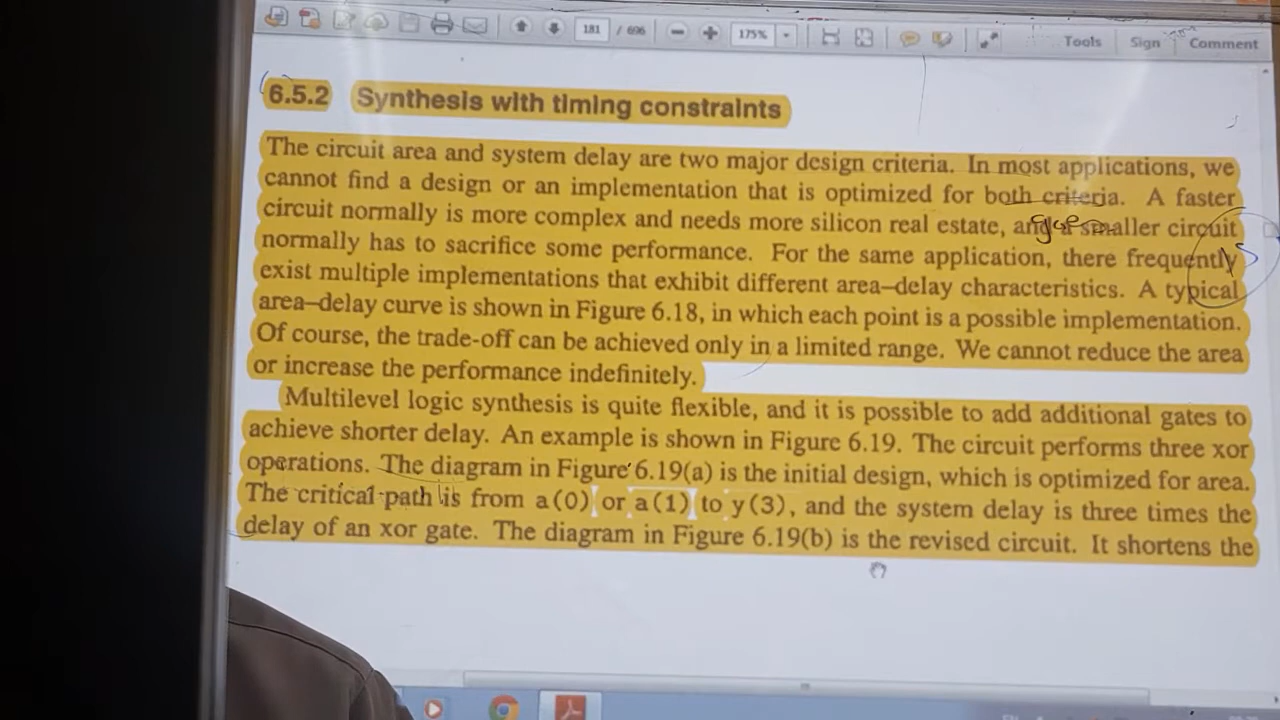 181 / 696
175%
Tools Sign Comment
6.5.2 Synthesis with timing constraints
The circuit area and system delay are two major design criteria. In most applications, we
cannot find a design or an implementation that is optimized for both criteria. A faster
circuit normally is more complex and needs more silicon real estate, and a smaller circuit
normally has to sacrifice some performance. For the same application, there frequently
exist multiple implementations that exhibit different area–delay characteristics. A typical
area–delay curve is shown in Figure 6.18, in which each point is a possible implementation.
Of course, the trade-off can be achieved only in a limited range. We cannot reduce the area
or increase the performance indefinitely.
Multilevel logic synthesis is quite flexible, and it is possible to add additional gates to
achieve shorter delay. An example is shown in Figure 6.19. The circuit performs three xor
operations. The diagram in Figure 6.19(a) is the initial design, which is optimized for area.
The critical path is from a(0) or a(1) to y(3), and the system delay is three times the
delay of an xor gate. The diagram in Figure 6.19(b) is the revised circuit. It shortens the